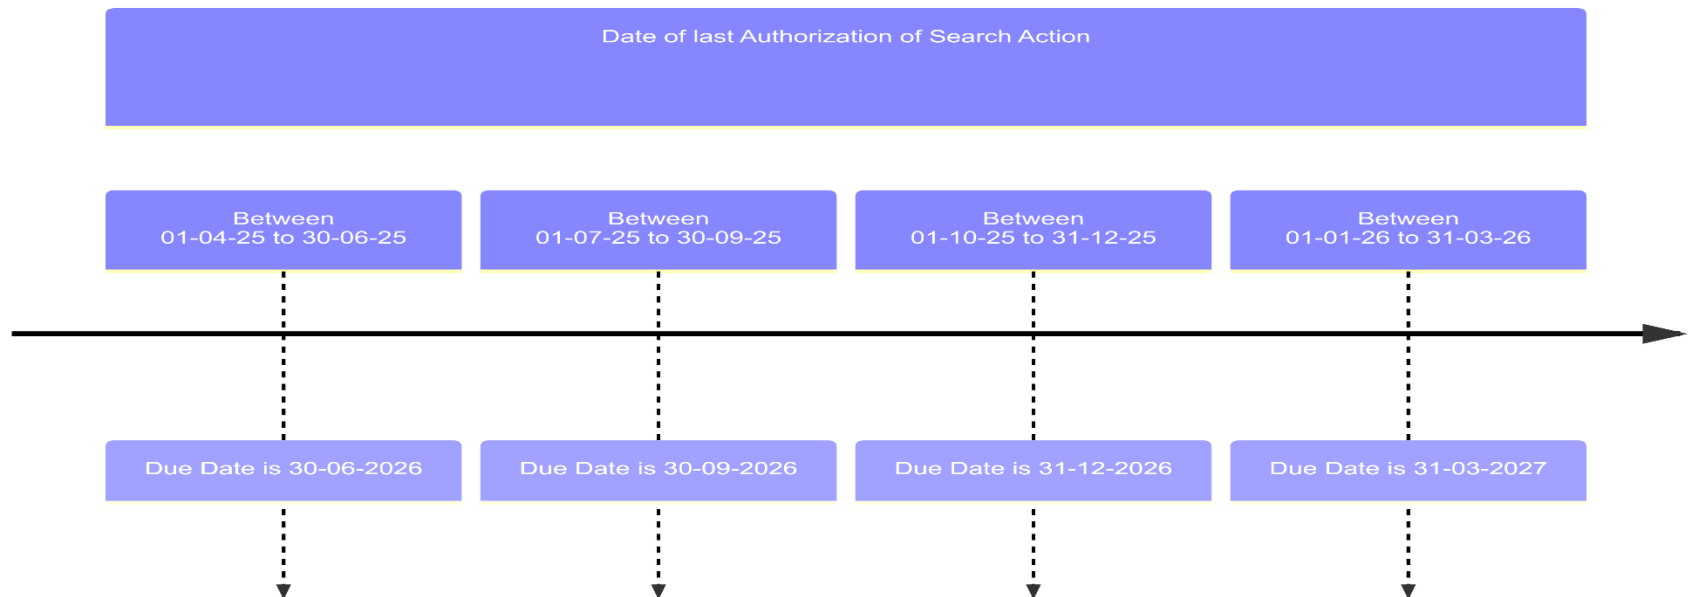 Date of last Authorization of Search Action
Between
01-04-25 to 30-06-25
Between
01-07-25 to 30-09-25
Between
01-10-25 to 31-12-25
Between
01-01-26 to 31-03-26
Due Date is 30-06-2026
Due Date is 30-09-2026
Due Date is 31-12-2026
Due Date is 31-03-2027